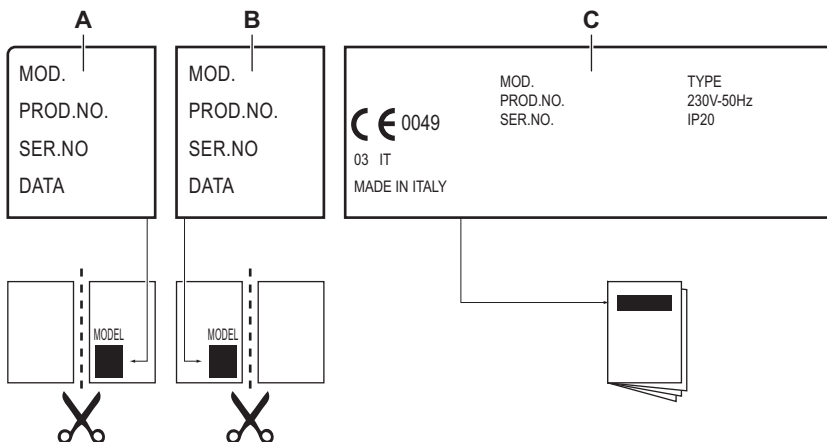 A
B
C
MOD.
PROD.NO.
SER.NO
DATA
MOD.
PROD.NO.
SER.NO
DATA
MOD.
PROD.NO.
SER.NO.
TYPE
230V-50Hz
IP20
CE 0049
03 IT
MADE IN ITALY
MODEL
MODEL